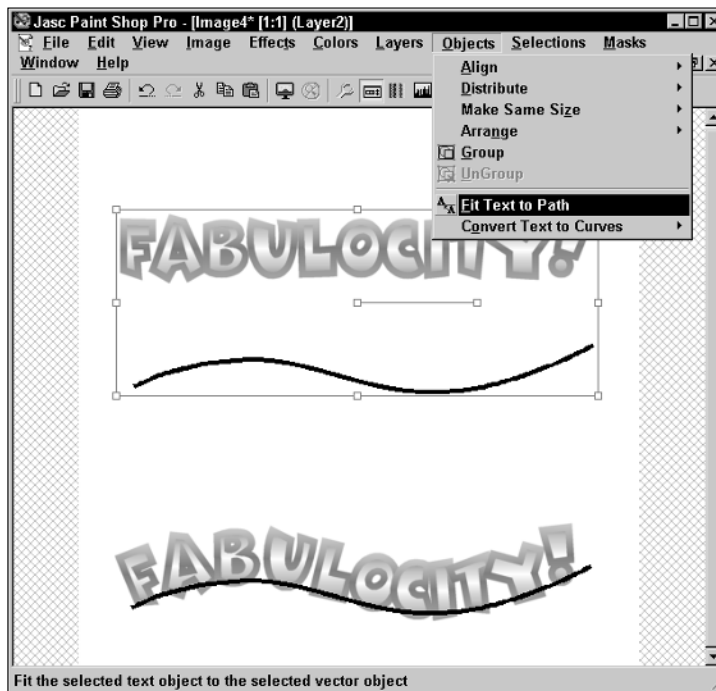 Jasc Paint Shop Pro - [Image4* [1:1] (Layer2)]
File Edit View Image Effects Colors Layers Objects Selections Masks
Window Help
Align
Distribute
Make Same Size
Arrange
Group
UnGroup
Fit Text to Path
Convert Text to Curves
FABULOCITY!
FABULOCITY!
Fit the selected text object to the selected vector object